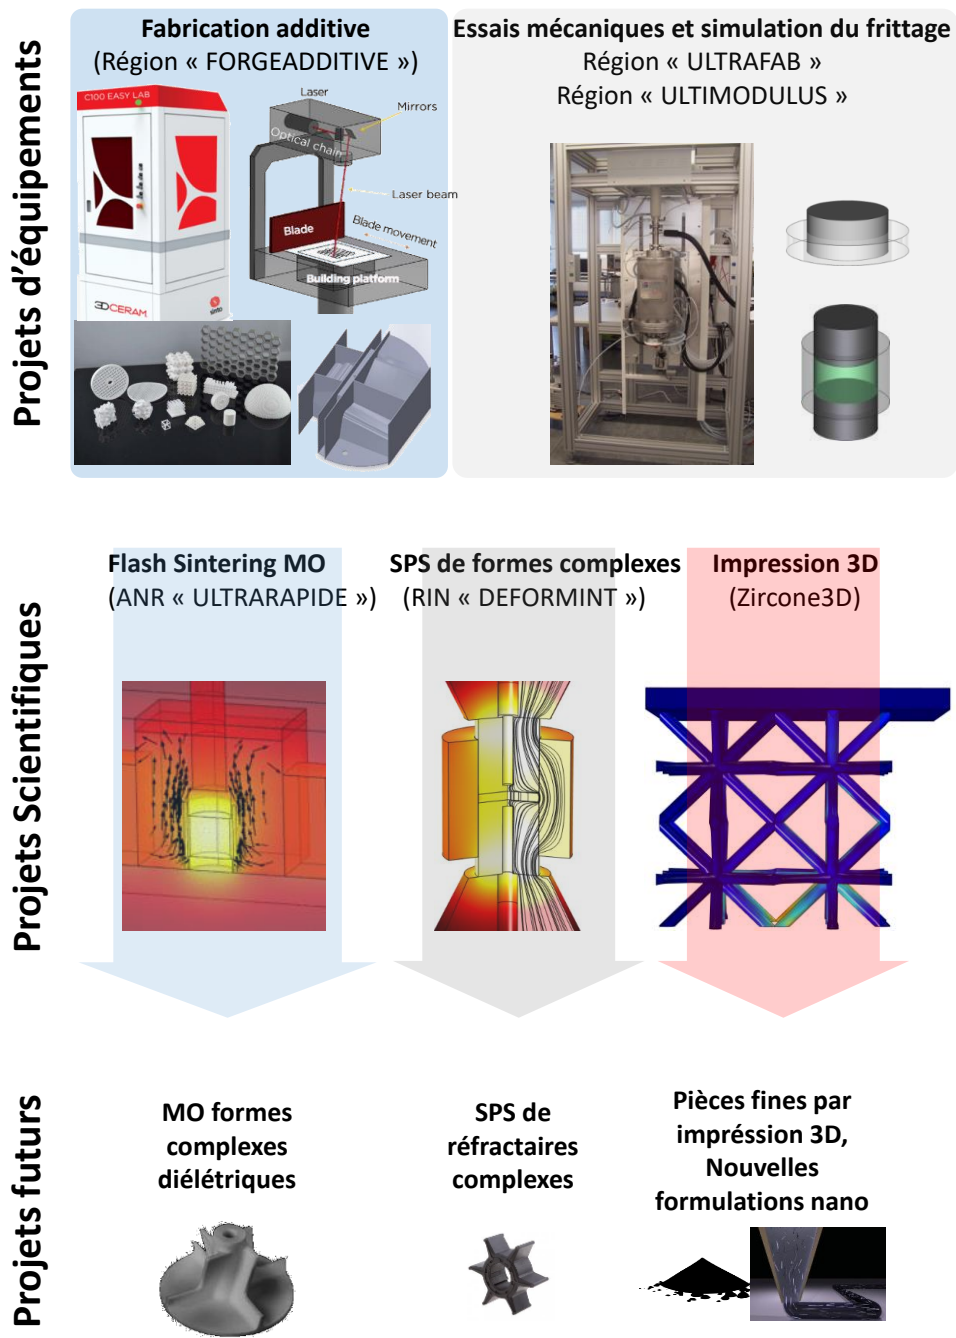 Projets d'équipements
Fabrication additive
(Région « FORGEADDITIVE »)
C100 EASY LAB
3DCERAM
sinto
Laser
Mirrors
Optical chain
Laser beam
Blade
Blade movement
Building platform
Essais mécaniques et simulation du frittage
Région « ULTRAFAB »
Région « ULTIMODULUS »
Projets Scientifiques
Flash Sintering MO
(ANR « ULTRARAPIDE »)
SPS de formes complexes
(RIN « DEFORMINT »)
Impression 3D
(Zircone3D)
Projets futurs
MO formes
complexes
diélétriques
SPS de
réfractaires
complexes
Pièces fines par
impréssion 3D,
Nouvelles
formulations nano